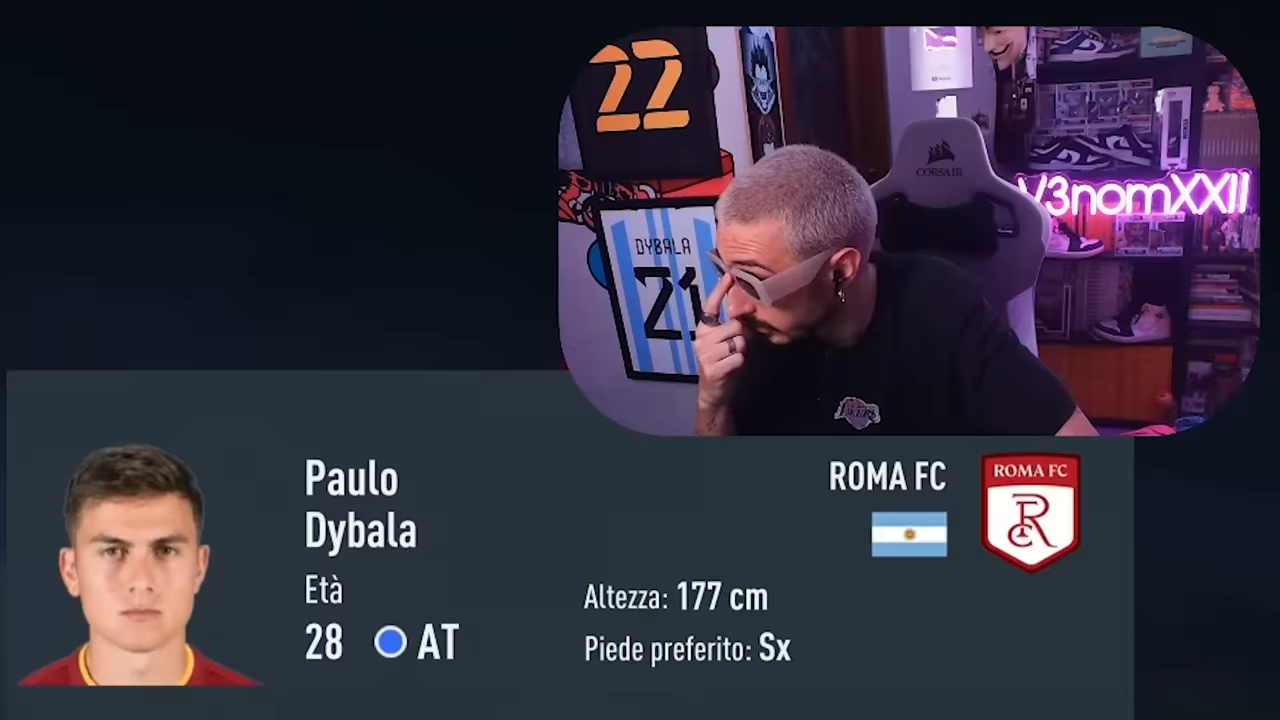 22
CORSAIR
V3nomXXII
DYBALA
21
LAKERS
Paulo
Dybala
Età
28 AT
Altezza: 177 cm
Piede preferito: Sx
ROMA FC
ROMA FC